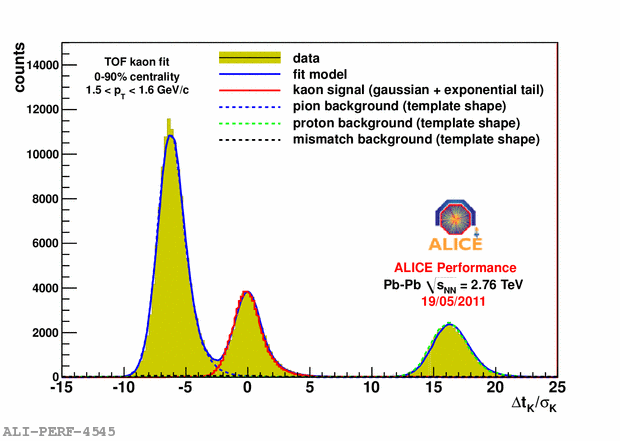 counts
14000
12000
10000
8000
6000
4000
2000
0
TOF kaon fit
0-90% centrality
1.5 < pT < 1.6 GeV/c
data
fit model
kaon signal (gaussian + exponential tail)
pion background (template shape)
proton background (template shape)
mismatch background (template shape)
ALICE
ALICE Performance
Pb-Pb √sNN = 2.76 TeV
19/05/2011
-15 -10 -5 0 5 10 15 20 25
ΔtK/σK
ALI-PERF-4545